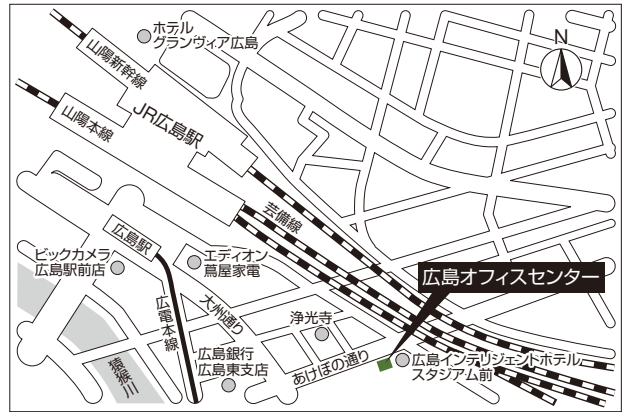 ホテル
グランヴィア広島
N
山陽新幹線
山陽本線
JR広島駅
芸備線
広島駅
ビックカメラ
広島駅前店
エディオン
蔦屋家電
広島オフィスセンター
大州通り
広電本線
浄光寺
猿猴川
広島銀行
広島東支店
あけぼの通り
広島インテリジェントホテル
スタジアム前